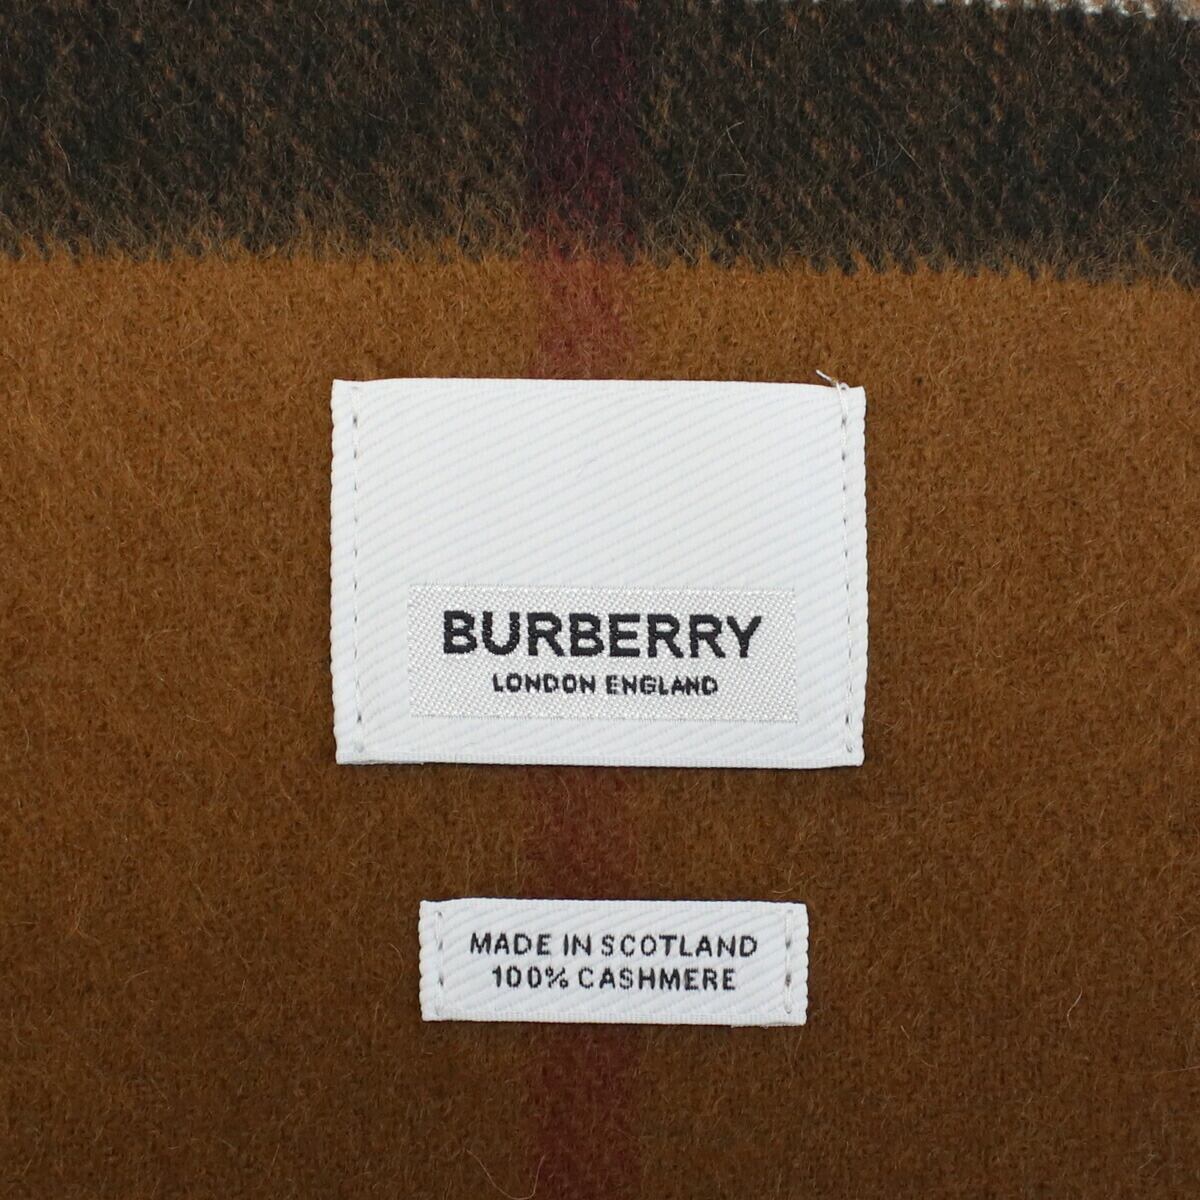 BURBERRY
LONDON ENGLAND
MADE IN SCOTLAND
100% CASHMERE